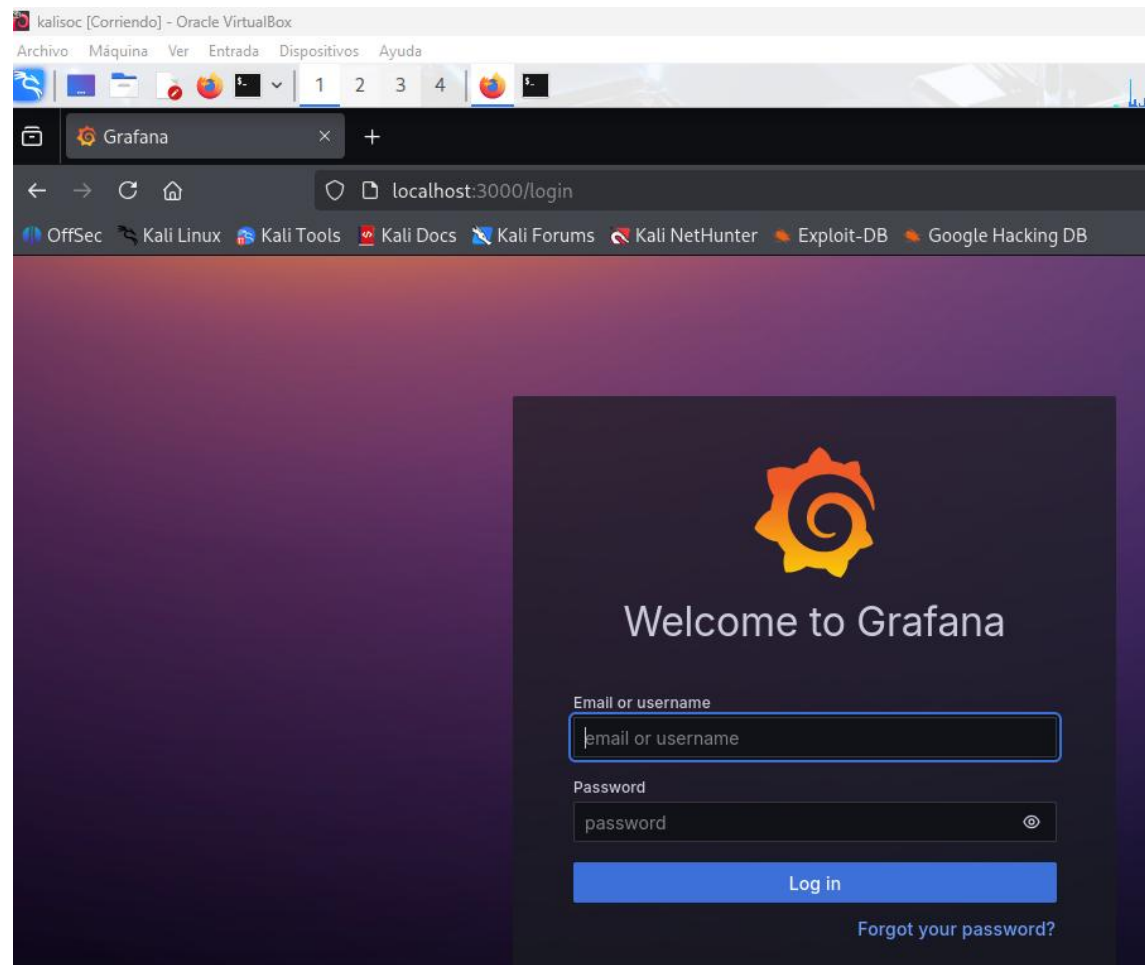 kalisoc [Corriendo] - Oracle VirtualBox
Archivo Máquina Ver Entrada Dispositivos Ayuda
1 2 3 4
Grafana
localhost:3000/login
OffSec Kali Linux Kali Tools Kali Docs Kali Forums Kali NetHunter Exploit-DB Google Hacking DB
Welcome to Grafana
Email or username
email or username
Password
password
Log in
Forgot your password?